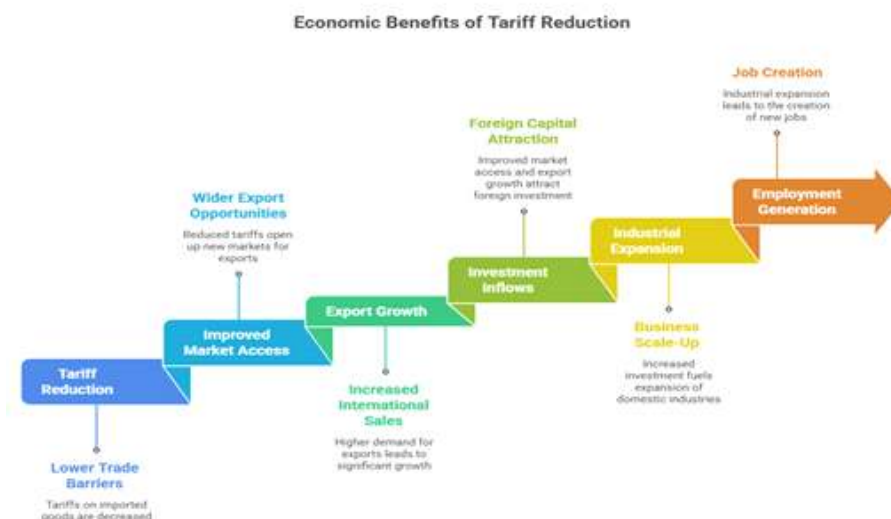 Economic Benefits of Tariff Reduction
Job Creation
Industrial expansion
leads to the creation
of new jobs
Foreign Capital
Attraction
Improved market
access and export
growth attract
foreign investment
Wider Export
Opportunities
Reduced tariffs open
up new markets for
exports
Employment
Generation
Industrial
Expansion
Investment
Inflows
Export Growth
Improved
Market Access
Tariff
Reduction
Business
Scale-Up
Increased
investment fuels
expansion of
domestic industries
Increased
International
Sales
Higher demand for
exports leads to
significant growth
Lower Trade
Barriers
Tariffs on imported
goods are decreased